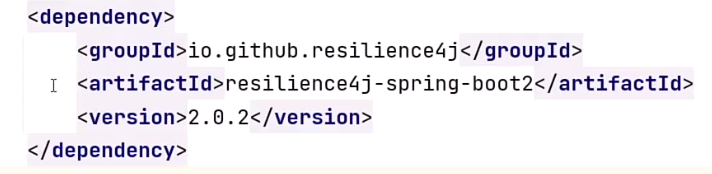 <dependency>
<groupId>io.github.resilience4j</groupId>
<artifactId>resilience4j-spring-boot2</artifactId>
<version>2.0.2</version>
</dependency>